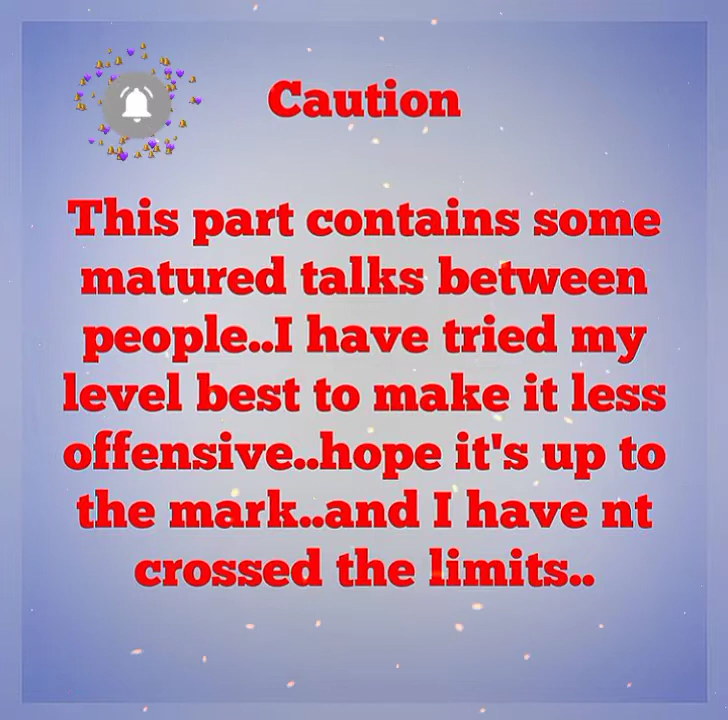 Caution
This part contains some
matured talks between
people..I have tried my
level best to make it less
offensive..hope it's up to
the mark..and I have nt
crossed the limits..